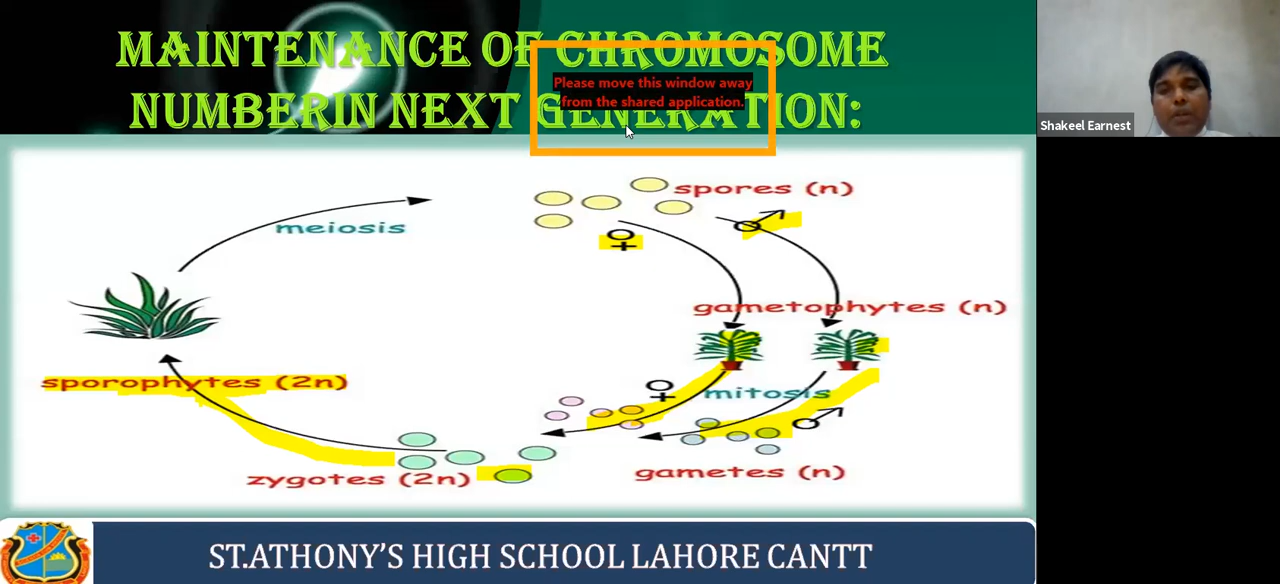 MAINTENANCE OF CHROMOSOME
NUMBERIN NEXT GENERATION:
Please move this window away
from the shared application.
Shakeel Earnest
spores (n)
meiosis
gametophytes (n)
sporophytes (2n)
mitosis
zygotes (2n)
gametes (n)
ST.ATHONY'S HIGH SCHOOL LAHORE CANTT